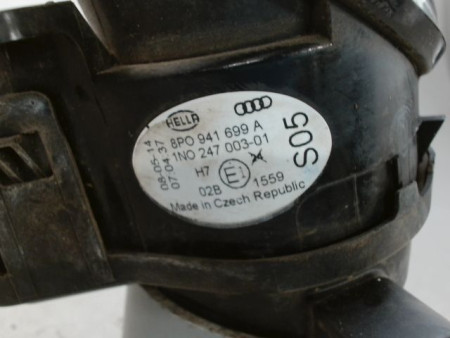 HELLA
8P0 941 699 A
1N0 247 003-01
08-05-14
07:04:37
H7
E1
02B
1559
Made in Czech Republic
S05